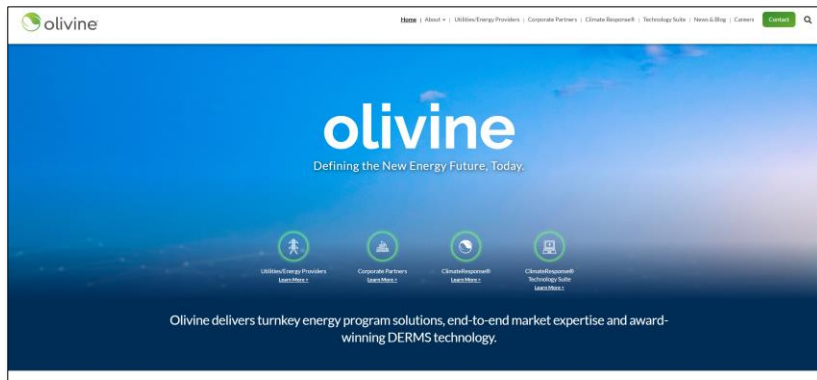 olivine
Home | About | Utilities/Energy Providers | Corporate Partners | Climate Response® | Technology Suite | News & Blog | Careers
Contact
olivine
Defining the New Energy Future, Today.
Utilities/Energy Providers
Learn More >
Corporate Partners
Learn More >
ClimateResponse®
Learn More >
ClimateResponse®
Technology Suite
Learn More >
Olivine delivers turnkey energy program solutions, end-to-end market expertise and award-
winning DERMS technology.